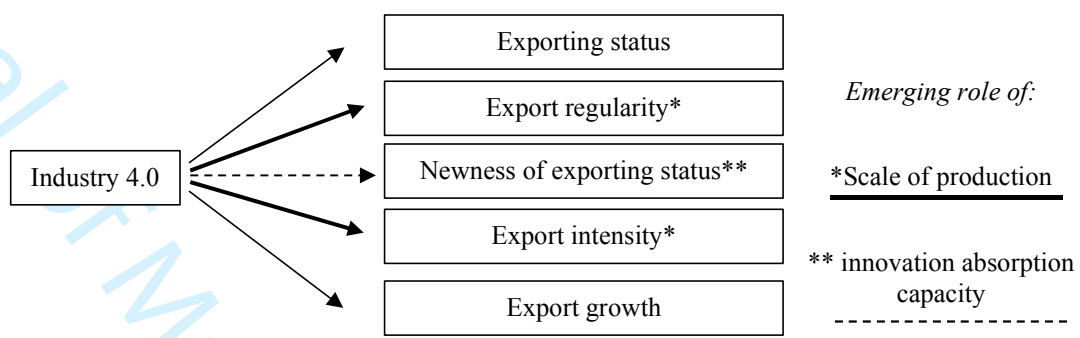 Exporting status
Emerging role of:
Export regularity*
Industry 4.0
Newness of exporting status**
*Scale of production
Export intensity*
** innovation absorption
capacity
Export growth